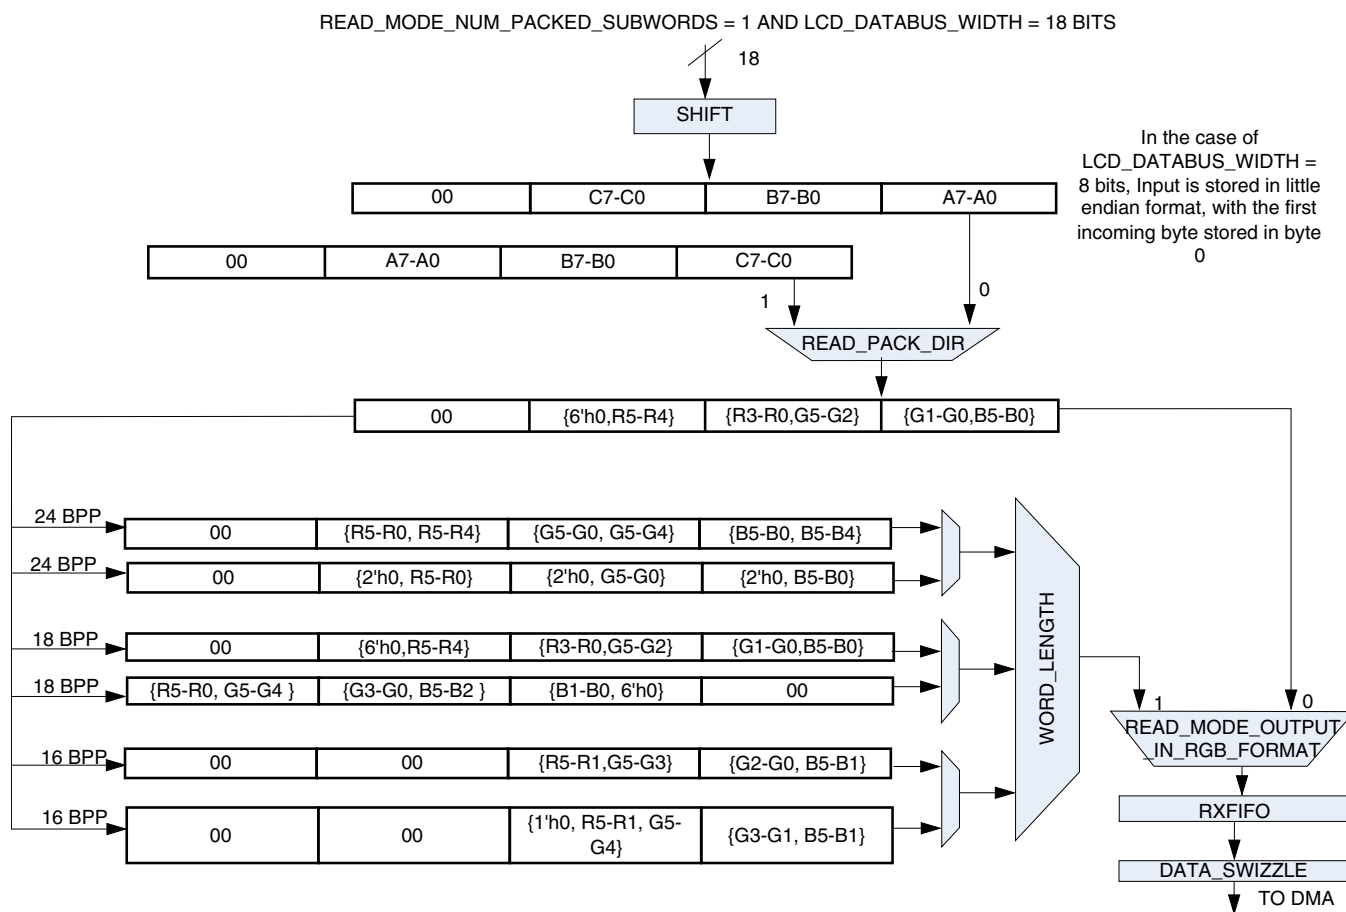 READ_MODE_NUM_PACKED_SUBWORDS = 1 AND LCD_DATABUS_WIDTH = 18 BITS
18
SHIFT
In the case of
LCD_DATABUS_WIDTH =
8 bits, Input is stored in little
endian format, with the first
incoming byte stored in byte
0
00 C7-C0 B7-B0 A7-A0
00 A7-A0 B7-B0 C7-C0
1 0
READ_PACK_DIR
00 {6'h0,R5-R4} {R3-R0,G5-G2} {G1-G0,B5-B0}
24 BPP 00 {R5-R0, R5-R4} {G5-G0, G5-G4} {B5-B0, B5-B4}
24 BPP 00 {2'h0, R5-R0} {2'h0, G5-G0} {2'h0, B5-B0}
18 BPP 00 {6'h0,R5-R4} {R3-R0,G5-G2} {G1-G0,B5-B0}
18 BPP {R5-R0, G5-G4 } {G3-G0, B5-B2 } {B1-B0, 6'h0} 00
16 BPP 00 00 {R5-R1,G5-G3} {G2-G0, B5-B1}
16 BPP 00 00 {1'h0, R5-R1, G5-
G4} {G3-G1, B5-B1}
WORD_LENGTH
1 0
READ_MODE_OUTPUT
_IN_RGB_FORMAT
RXFIFO
DATA_SWIZZLE
TO DMA